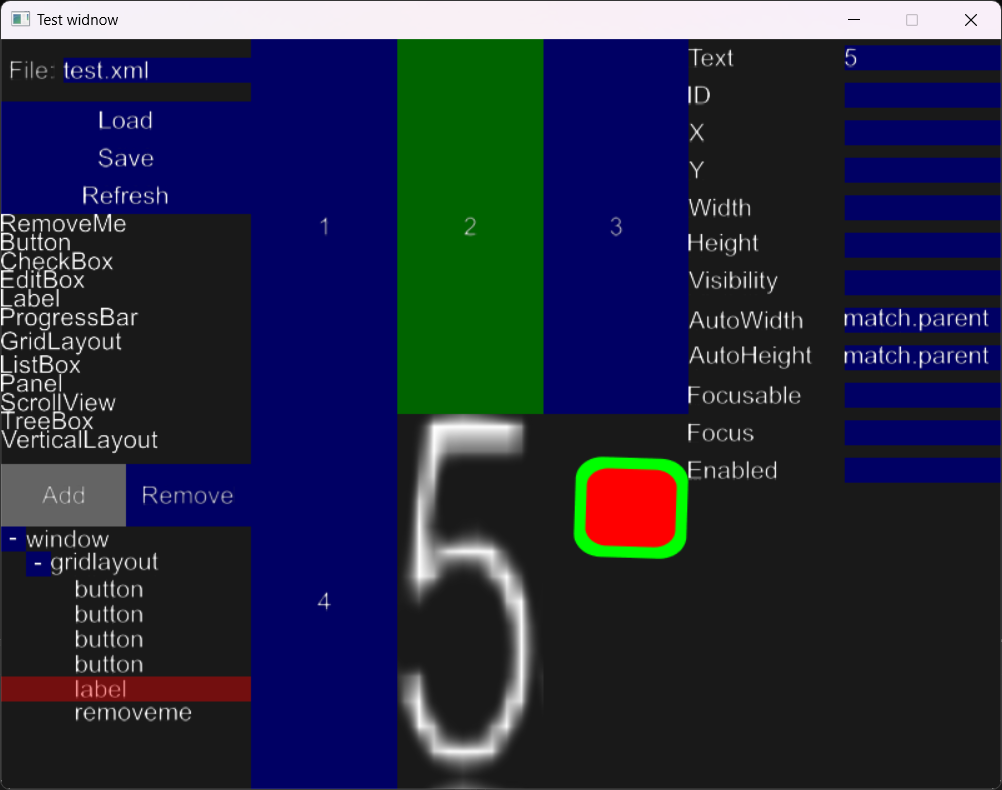 Test widnow
File: test.xml
Load
Save
Refresh
RemoveMe
Button
CheckBox
EditBox
Label
ProgressBar
GridLayout
ListBox
Panel
ScrollView
TreeBox
VerticalLayout
Add Remove
- window
- gridlayout
button
button
button
button
label
removeme
1 2 3
4 5
Text 5
ID
X
Y
Width
Height
Visibility
AutoWidth match.parent
AutoHeight match.parent
Focusable
Focus
Enabled